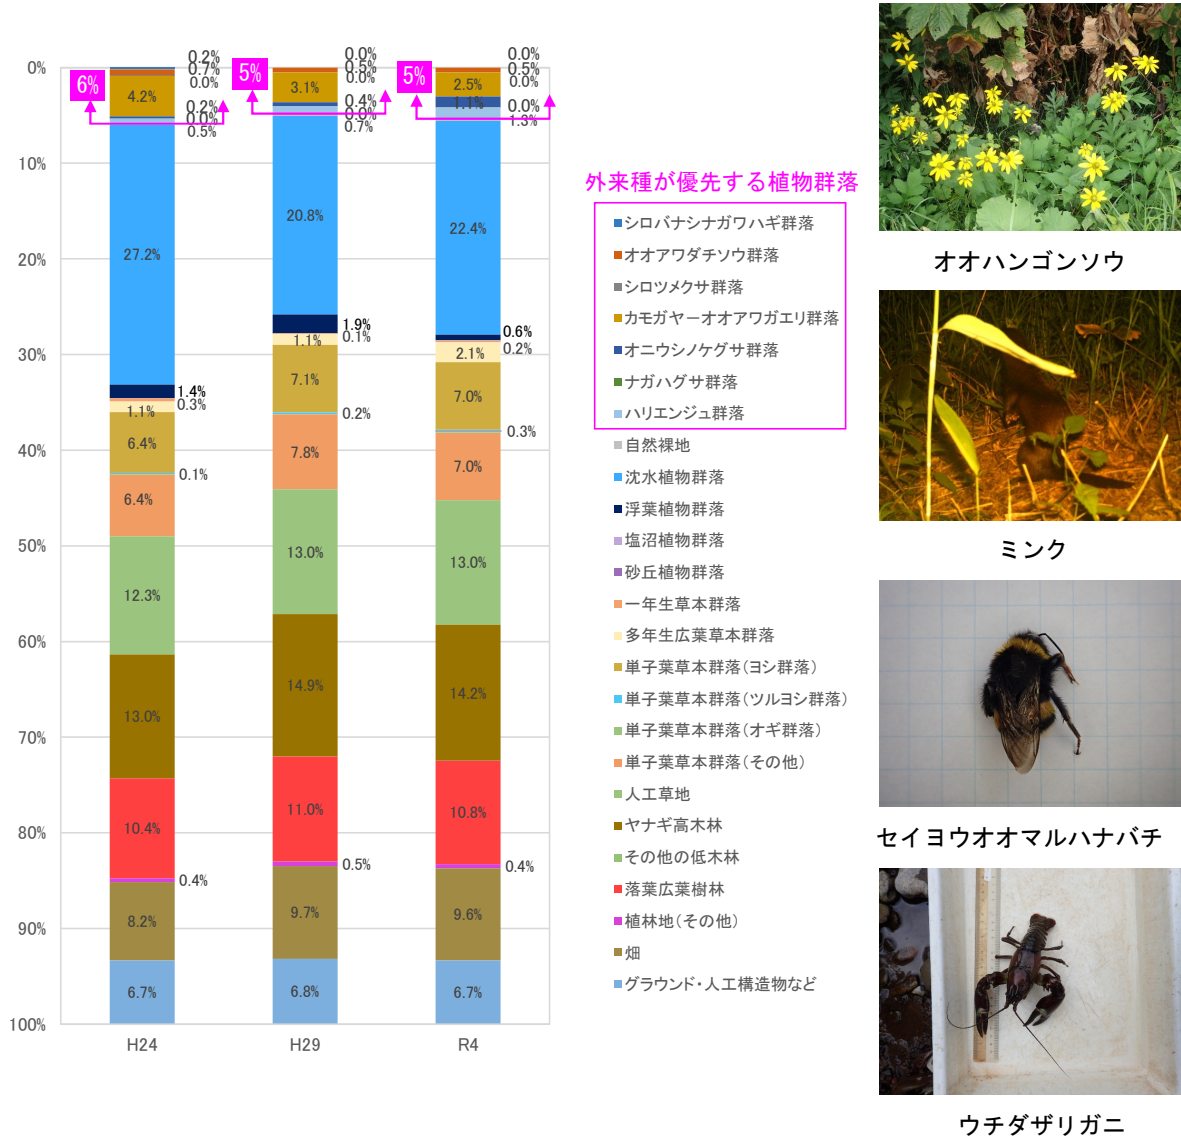 0%
10%
20%
30%
40%
50%
60%
70%
80%
90%
100%
6%
0.2%
0.7%
0.0%
4.2%
0.2%
0.0%
0.5%
27.2%
1.4%
0.3%
1.1%
6.4%
0.1%
6.4%
12.3%
13.0%
10.4%
0.4%
8.2%
6.7%
H24
5%
0.0%
0.5%
0.0%
3.1%
0.4%
0.0%
0.7%
20.8%
1.9%
0.1%
1.1%
7.1%
0.2%
7.8%
13.0%
14.9%
11.0%
0.5%
9.7%
6.8%
H29
5%
0.0%
0.5%
0.0%
2.5%
1.1%
0.0%
1.3%
22.4%
0.6%
0.2%
2.1%
7.0%
0.3%
7.0%
13.0%
14.2%
10.8%
0.4%
9.6%
6.7%
R4
外来種が優先する植物群落
シロバナシナガワハギ群落
オオアワダチソウ群落
シロツメクサ群落
カモガヤーオオアワガエリ群落
オニウシノケグサ群落
ナガハグサ群落
ハリエンジュ群落
自然裸地
沈水植物群落
浮葉植物群落
塩沼植物群落
砂丘植物群落
一年生草本群落
多年生広葉草本群落
単子葉草本群落（ヨシ群落）
単子葉草本群落（ツルヨシ群落）
単子葉草本群落（オギ群落）
単子葉草本群落（その他）
人工草地
ヤナギ高木林
その他の低木林
落葉広葉樹林
植林地（その他）
畑
グラウンド・人工構造物など
オオハンゴンソウ
ミンク
セイヨウオオマルハナバチ
ウチダザリガニ